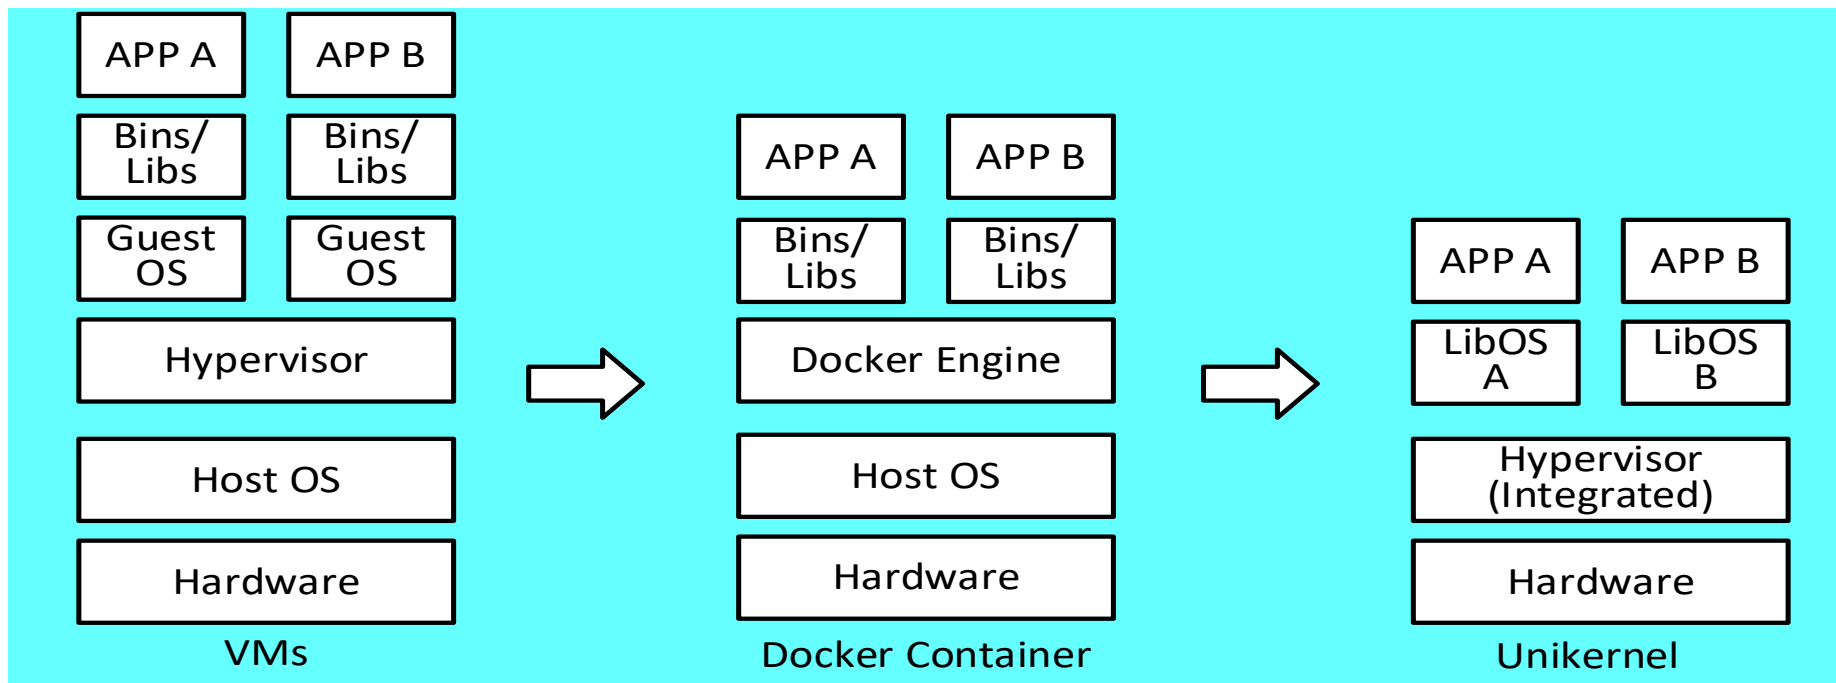 APP A
APP B
Bins/
Libs
Bins/
Libs
Guest
OS
Guest
OS
Hypervisor
Host OS
Hardware
VMs
APP A
APP B
Bins/
Libs
Bins/
Libs
Docker Engine
Host OS
Hardware
Docker Container
APP A
APP B
LibOS
A
LibOS
B
Hypervisor
(Integrated)
Hardware
Unikernel